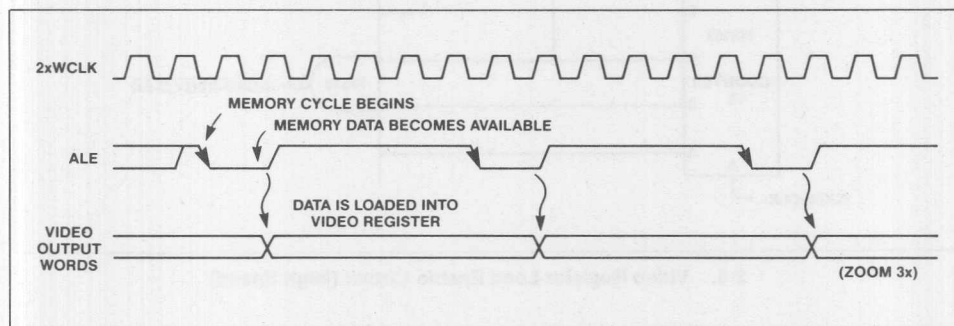 2xWCLK
MEMORY CYCLE BEGINS
MEMORY DATA BECOMES AVAILABLE
ALE
DATA IS LOADED INTO
VIDEO REGISTER
VIDEO
OUTPUT
WORDS
(ZOOM 3x)